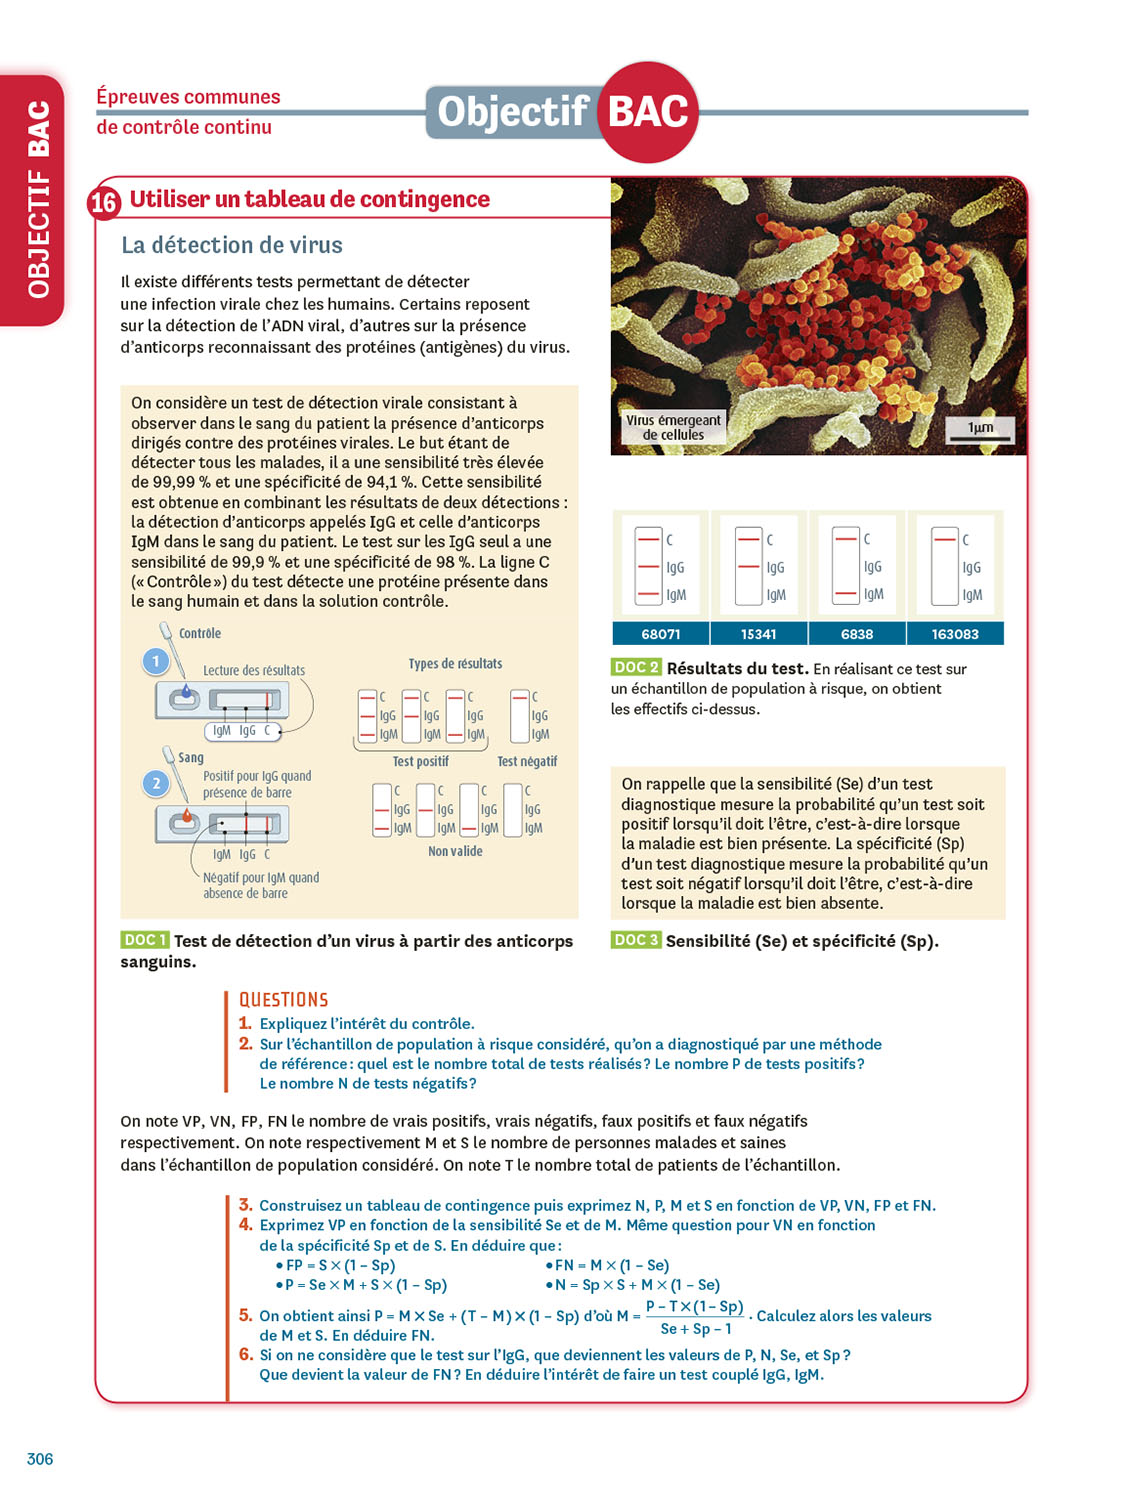 OBJECTIF BAC
Épreuves communes
de contrôle continu
Objectif BAC
16 Utiliser un tableau de contingence
La détection de virus
Il existe différents tests permettant de détecter
une infection virale chez les humains. Certains reposent
sur la détection de l'ADN viral, d'autres sur la présence
d'anticorps reconnaissant des protéines (antigènes) du virus.
Virus émergeant
de cellules
1μm
On considère un test de détection virale consistant à
observer dans le sang du patient la présence d'anticorps
dirigés contre des protéines virales. Le but étant de
détecter tous les malades, il a une sensibilité très élevée
de 99,99 % et une spécificité de 94,1 %. Cette sensibilité
est obtenue en combinant les résultats de deux détections :
la détection d'anticorps appelés IgG et celle d'anticorps
IgM dans le sang du patient. Le test sur les IgG seul a une
sensibilité de 99,9 % et une spécificité de 98 %. La ligne C
(« Contrôle ») du test détecte une protéine présente dans
le sang humain et dans la solution contrôle.
Contrôle
1
Lecture des résultats
IgM IgG C
Sang
2
Positif pour IgG quand
présence de barre
IgM IgG C
Négatif pour IgM quand
absence de barre
Types de résultats
C C C C
IgG IgG IgG IgG
IgM IgM IgM IgM
Test positif Test négatif
C C C C
IgG IgG IgG IgG
IgM IgM IgM IgM
Non valide
DOC 1 Test de détection d'un virus à partir des anticorps
sanguins.
C C C C
IgG IgG IgG IgG
IgM IgM IgM IgM
68071 15341 6838 163083
DOC 2 Résultats du test. En réalisant ce test sur
un échantillon de population à risque, on obtient
les effectifs ci-dessus.
On rappelle que la sensibilité (Se) d'un test
diagnostique mesure la probabilité qu'un test soit
positif lorsqu'il doit l'être, c'est-à-dire lorsque
la maladie est bien présente. La spécificité (Sp)
d'un test diagnostique mesure la probabilité qu'un
test soit négatif lorsqu'il doit l'être, c'est-à-dire
lorsque la maladie est bien absente.
DOC 3 Sensibilité (Se) et spécificité (Sp).
QUESTIONS
1. Expliquez l'intérêt du contrôle.
2. Sur l'échantillon de population à risque considéré, qu'on a diagnostiqué par une méthode
de référence : quel est le nombre total de tests réalisés ? Le nombre P de tests positifs ?
Le nombre N de tests négatifs ?
On note VP, VN, FP, FN le nombre de vrais positifs, vrais négatifs, faux positifs et faux négatifs
respectivement. On note respectivement M et S le nombre de personnes malades et saines
dans l'échantillon de population considéré. On note T le nombre total de patients de l'échantillon.
3. Construisez un tableau de contingence puis exprimez N, P, M et S en fonction de VP, VN, FP et FN.
4. Exprimez VP en fonction de la sensibilité Se et de M. Même question pour VN en fonction
de la spécificité Sp et de S. En déduire que :
• FP = S × (1 – Sp) • FN = M × (1 – Se)
• P = Se × M + S × (1 – Sp) • N = Sp × S + M × (1 – Se)
5. On obtient ainsi P = M × Se + (T – M) × (1 – Sp) d'où M = P – T × (1 – Sp) / Se + Sp – 1 . Calculez alors les valeurs
de M et S. En déduire FN.
6. Si on ne considère que le test sur l'IgG, que deviennent les valeurs de P, N, Se, et Sp ?
Que devient la valeur de FN ? En déduire l'intérêt de faire un test couplé IgG, IgM.
306